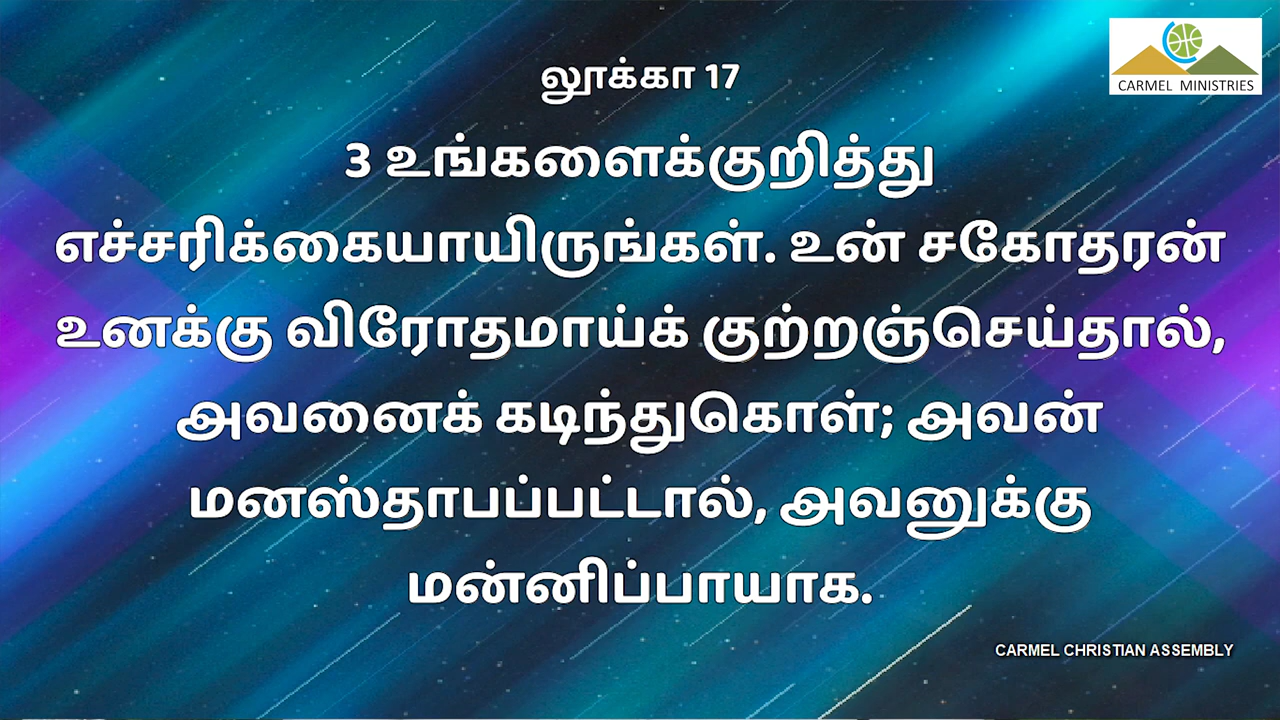 CARMEL MINISTRIES
லூக்கா 17
3 உங்களைக்குறித்து
எச்சரிக்கையாயிருங்கள். உன் சகோதரன்
உனக்கு விரோதமாய்க் குற்றஞ்செய்தால்,
அவனைக் கடிந்துகொள்; அவன்
மனஸ்தாபப்பட்டால், அவனுக்கு
மன்னிப்பாயாக.
CARMEL CHRISTIAN ASSEMBLY